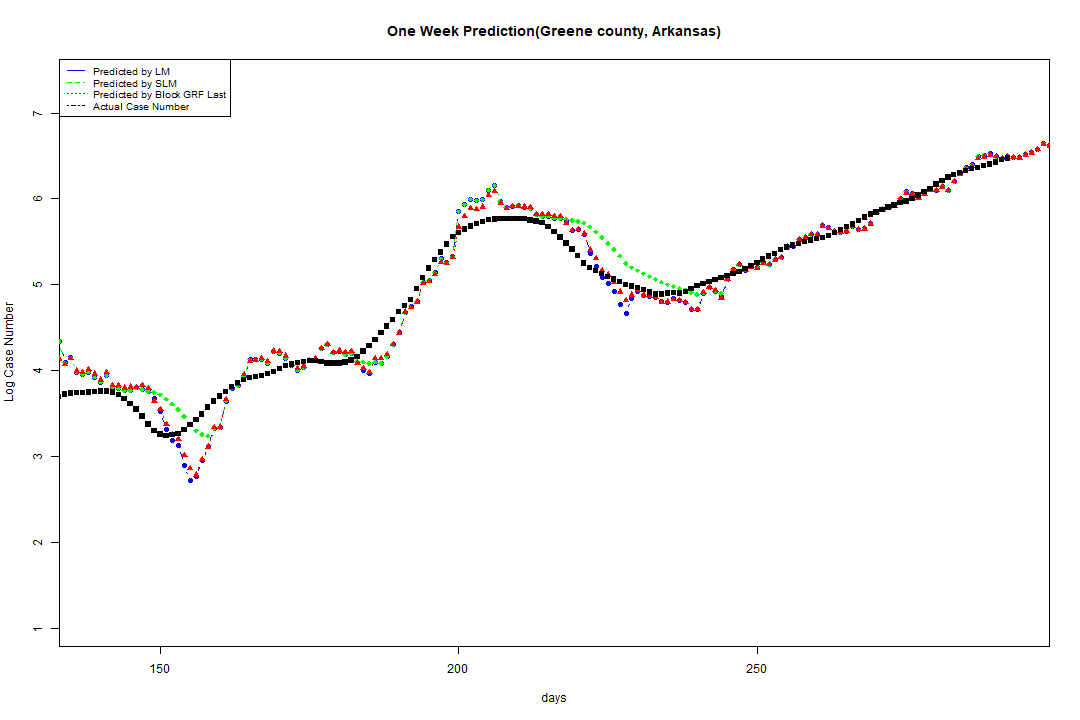 One Week Prediction(Greene county, Arkansas)
Predicted by LM
Predicted by SLM
Predicted by Block GRF Last
Actual Case Number
7
6
5
4
3
2
1
Log Case Number
150 200 250
days